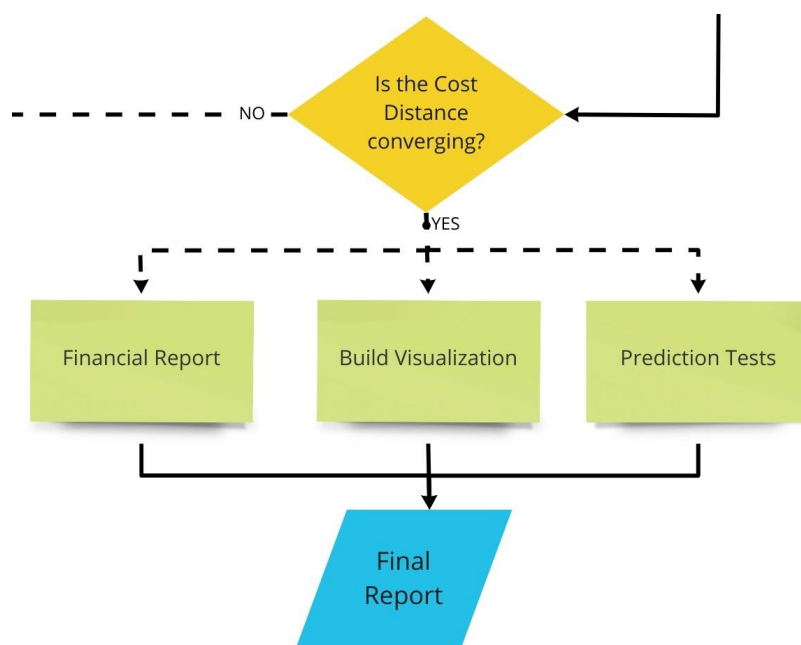 Is the Cost
Distance
converging?
NO
YES
Financial Report
Build Visualization
Prediction Tests
Final
Report